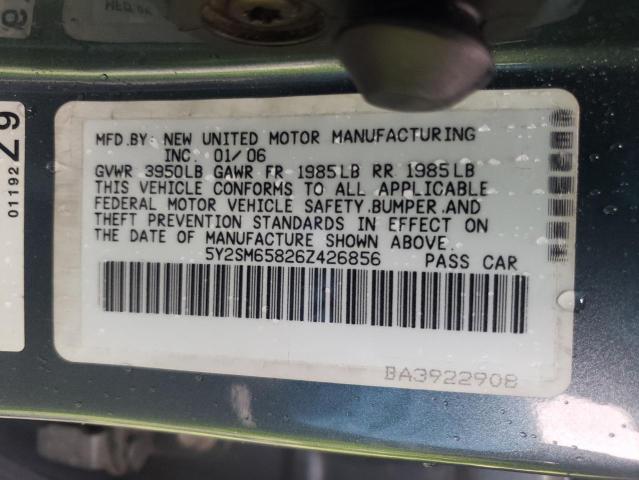 MFD.BY: NEW UNITED MOTOR MANUFACTURING
INC. 01/06
GVWR 3950LB GAWR FR 1985LB RR 1985LB
THIS VEHICLE CONFORMS TO ALL APPLICABLE
FEDERAL MOTOR VEHICLE SAFETY.BUMPER.AND
THEFT PREVENTION STANDARDS IN EFFECT ON
THE DATE OF MANUFACTURE SHOWN ABOVE.
5Y2SM65826Z426856 PASS CAR
BA3922908
01192